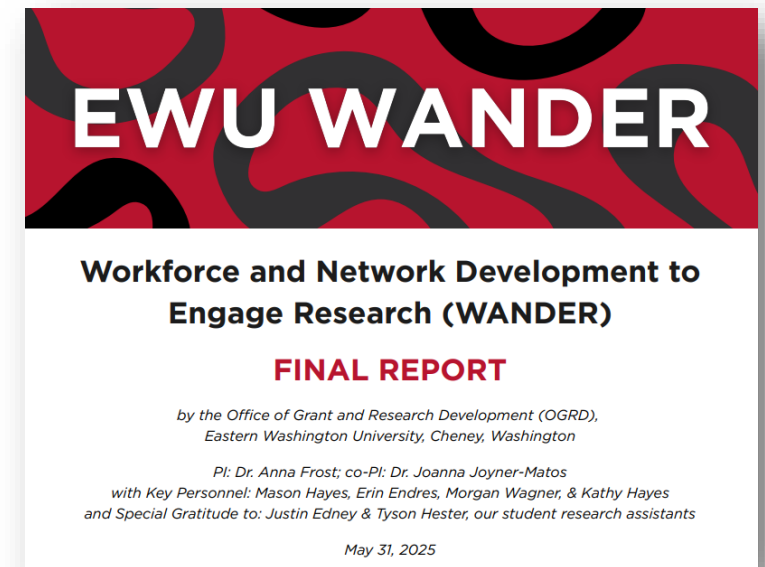 EWU WANDER
Workforce and Network Development to
Engage Research (WANDER)
FINAL REPORT
by the Office of Grant and Research Development (OGRD),
Eastern Washington University, Cheney, Washington
PI: Dr. Anna Frost; co-PI: Dr. Joanna Joyner-Matos
with Key Personnel: Mason Hayes, Erin Endres, Morgan Wagner, & Kathy Hayes
and Special Gratitude to: Justin Edney & Tyson Hester, our student research assistants
May 31, 2025